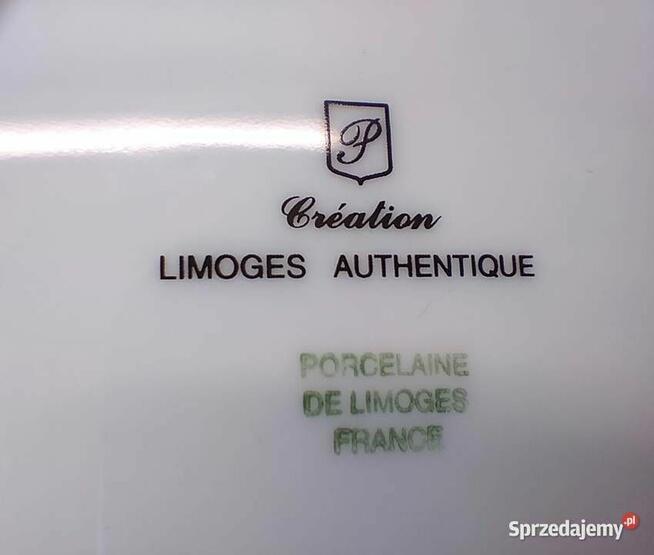 P
Création
LIMOGES AUTHENTIQUE
PORCELAINE
DE LIMOGES
FRANCE
Sprzedajemy.pl